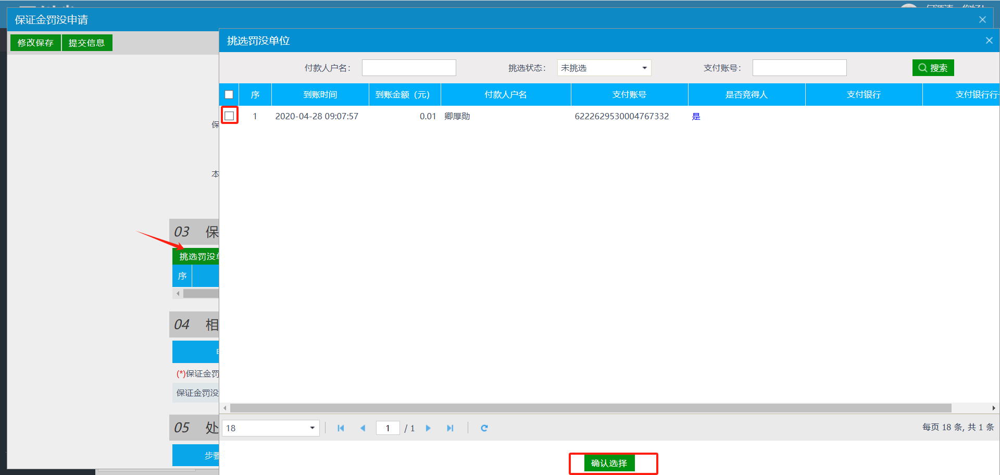 保证金罚没申请
修改保存 提交信息
挑选罚没单位
付款人户名： 挑选状态： 未挑选 支付账号： 搜索
序 到账时间 到账金额（元） 付款人户名 支付账号 是否竞得人 支付银行 支付银行行
1 2020-04-28 09:07:57 0.01 卿厚勋 6222629530004767332 是
保
本
03 保
挑选罚没单
序
04 相
(*)保证金罚
保证金罚没
05 处
步骤
18 1 / 1 每页 18 条, 共 1 条
确认选择